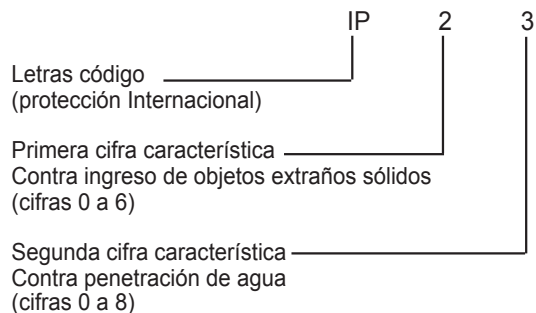 IP 2 3
Letras código
(protección Internacional)
Primera cifra característica
Contra ingreso de objetos extraños sólidos
(cifras 0 a 6)
Segunda cifra característica
Contra penetración de agua
(cifras 0 a 8)